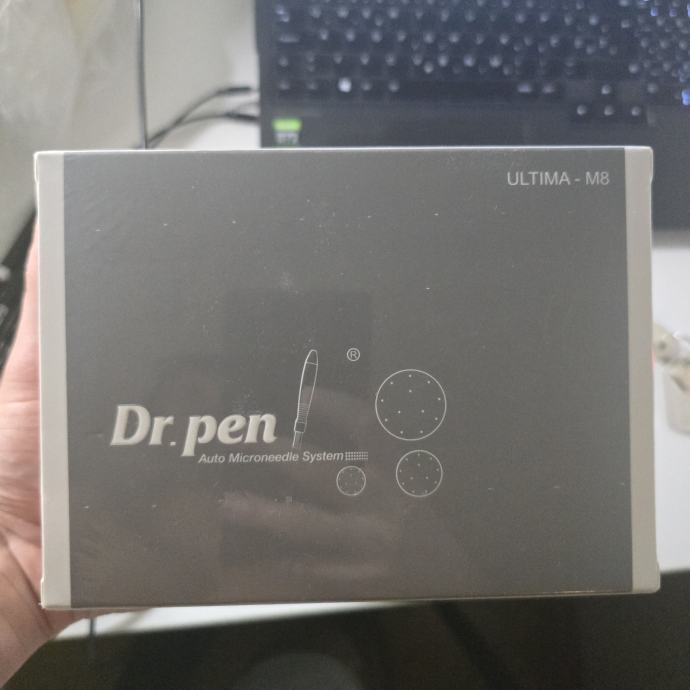 ULTIMA - M8
®
Dr. pen
Auto Microneedle System